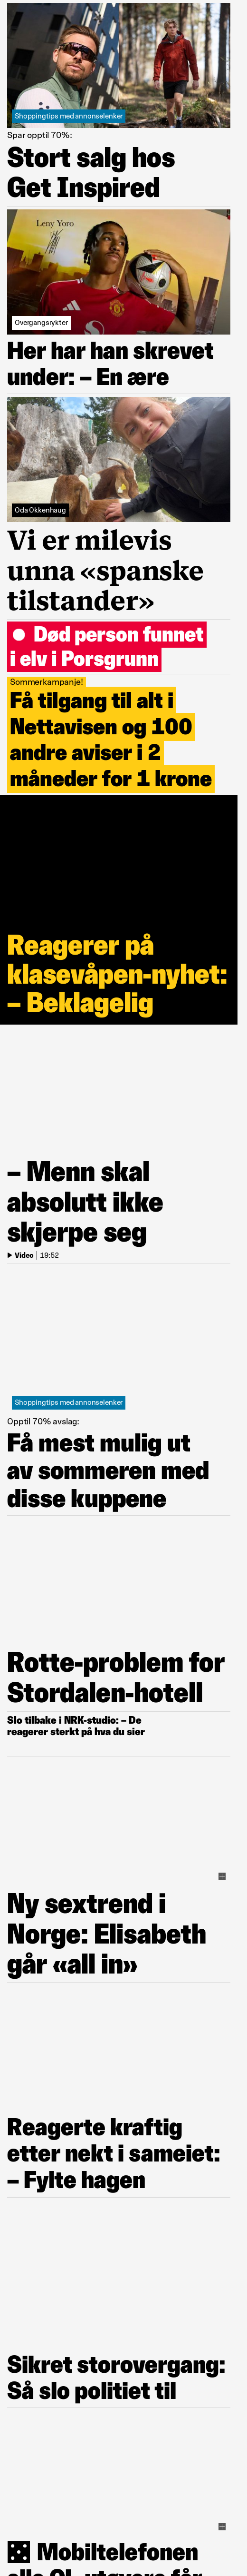 Shoppingtips med annonselenker
Spar opptil 70%:
Stort salg hos
Get Inspired
Leny Yoro
Overgangsrykter
Her har han skrevet
under: – En ære
Oda Okkenhaug
Vi er milevis
unna «spanske
tilstander»
Død person funnet
i elv i Porsgrunn
Sommerkampanje!
Få tilgang til alt i
Nettavisen og 100
andre aviser i 2
måneder for 1 krone
Reagerer på
klasevåpen-nyhet:
– Beklagelig
– Menn skal
absolutt ikke
skjerpe seg
Video | 19:52
Shoppingtips med annonselenker
Opptil 70% avslag:
Få mest mulig ut
av sommeren med
disse kuppene
Rotte-problem for
Stordalen-hotell
Slo tilbake i NRK-studio: – De
reagerer sterkt på hva du sier
Ny sextrend i
Norge: Elisabeth
går «all in»
Reagerte kraftig
etter nekt i sameiet:
– Fylte hagen
Sikret storovergang:
Så slo politiet til
Mobiltelefonen